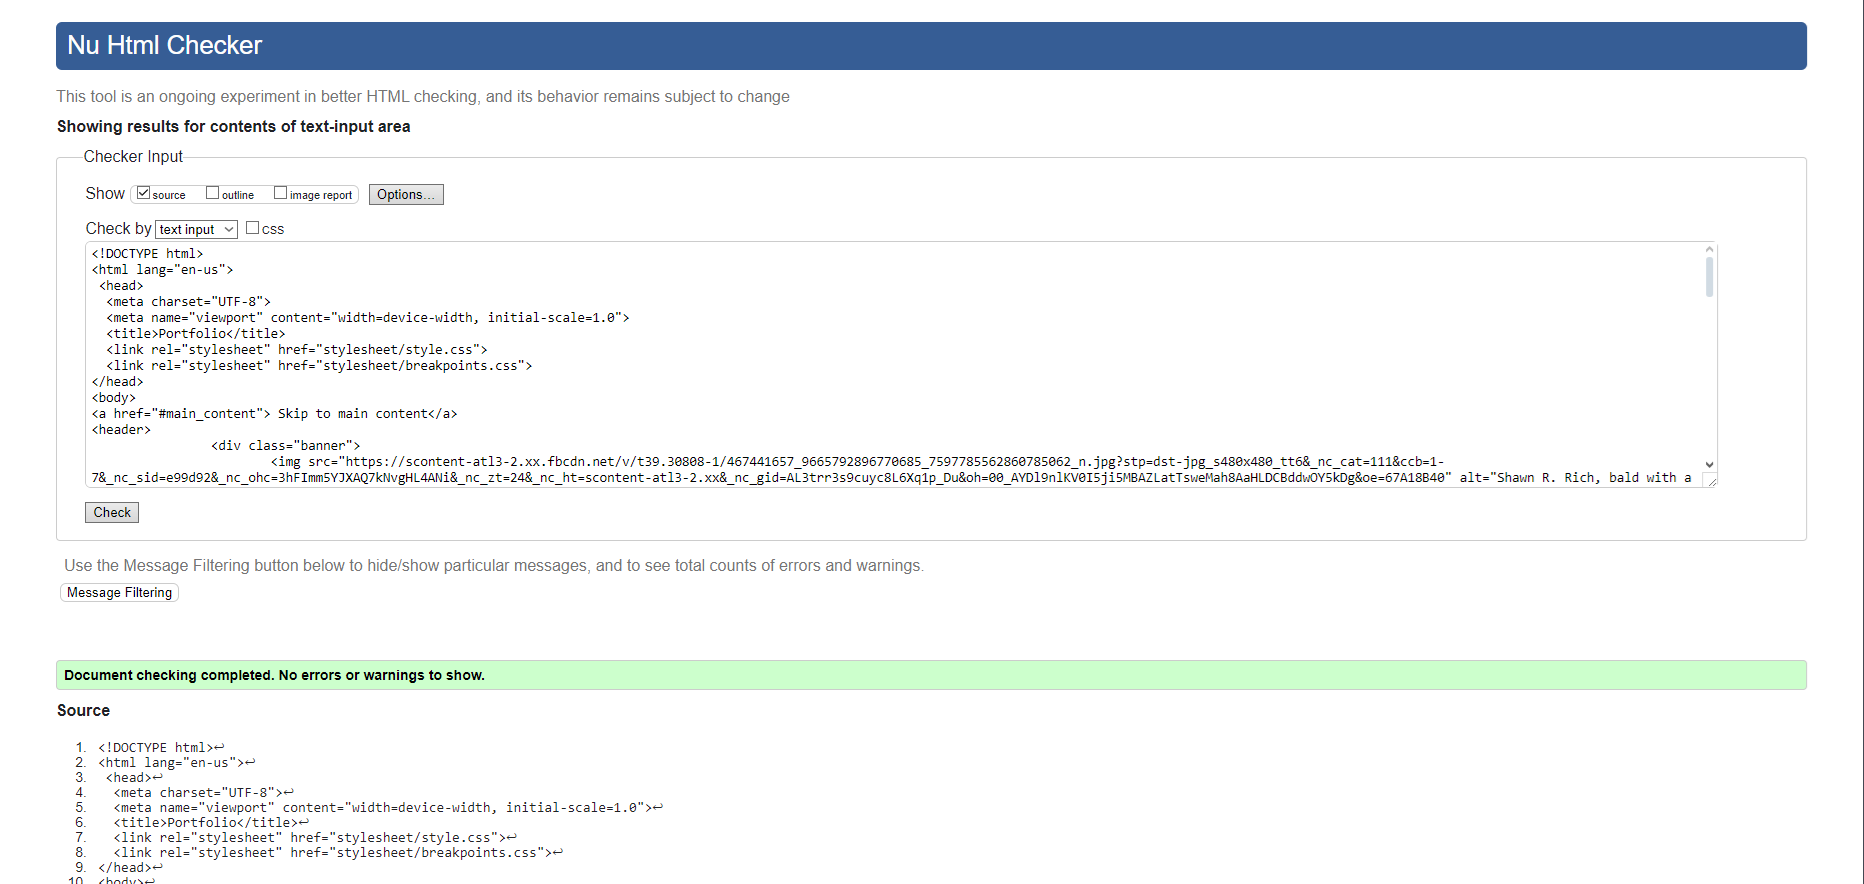 Nu Html Checker
This tool is an ongoing experiment in better HTML checking, and its behavior remains subject to change
Showing results for contents of text-input area
Checker Input
Show source outline image report Options...
Check by text input css
<!DOCTYPE html>
<html lang="en-us">
<head>
<meta charset="UTF-8">
<meta name="viewport" content="width=device-width, initial-scale=1.0">
<title>Portfolio</title>
<link rel="stylesheet" href="stylesheet/style.css">
<link rel="stylesheet" href="stylesheet/breakpoints.css">
</head>
<body>
<a href="#main_content"> Skip to main content</a>
<header>
<div class="banner">
<img src="https://scontent-atl3-2.xx.fbcdn.net/v/t39.30808-1/467441657_9665792896770685_7597785562860785062_n.jpg?stp=dst-jpg_s480x480_tt6&_nc_cat=111&ccb=1-
7&_nc_sid=e99d92&_nc_ohc=3hFImm5YJXAQ7kNvgHL4ANi&_nc_zt=24&_nc_ht=scontent-atl3-2.xx&_nc_gid=AL3trr3s9cuyc8L6Xq1p_Du&oh=00_AYDl9nlKV0I5ji5MBAZLatTsweMah8AaHLDCBddwOY5kDg&oe=67A18B40" alt="Shawn R. Rich, bald with a
Check
Use the Message Filtering button below to hide/show particular messages, and to see total counts of errors and warnings.
Message Filtering
Document checking completed. No errors or warnings to show.
Source
1. <!DOCTYPE html>↩
2. <html lang="en-us">↩
3. <head>↩
4. <meta charset="UTF-8">↩
5. <meta name="viewport" content="width=device-width, initial-scale=1.0">↩
6. <title>Portfolio</title>↩
7. <link rel="stylesheet" href="stylesheet/style.css">↩
8. <link rel="stylesheet" href="stylesheet/breakpoints.css">↩
9. </head>↩
10. <body>↩